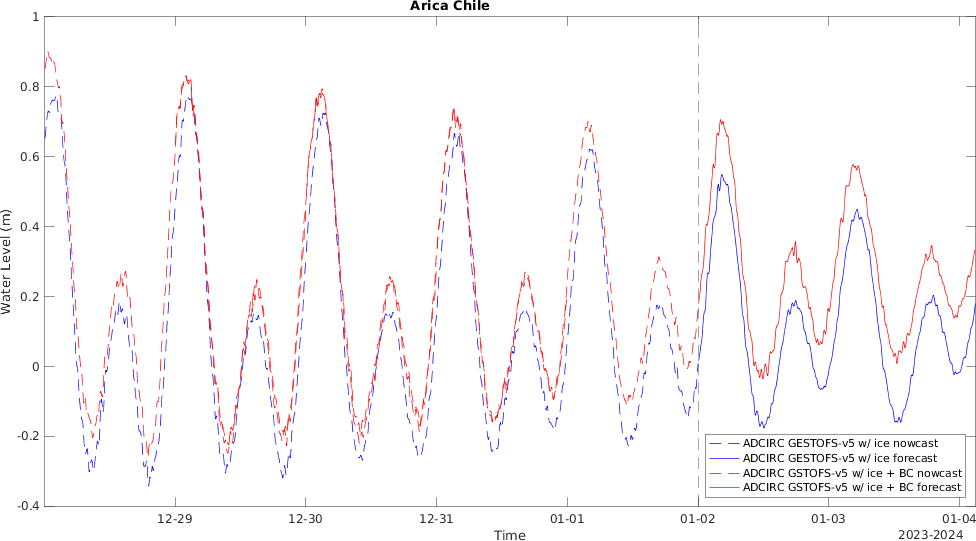 Arica Chile
1
0.8
0.6
0.4
0.2
0
-0.2
-0.4
Water Level (m)
12-29
12-30
12-31
01-01
01-02
01-03
01-04
Time
2023-2024
ADCIRC GESTOFS-v5 w/ ice nowcast
ADCIRC GESTOFS-v5 w/ ice forecast
ADCIRC GSTOFS-v5 w/ ice + BC nowcast
ADCIRC GSTOFS-v5 w/ ice + BC forecast